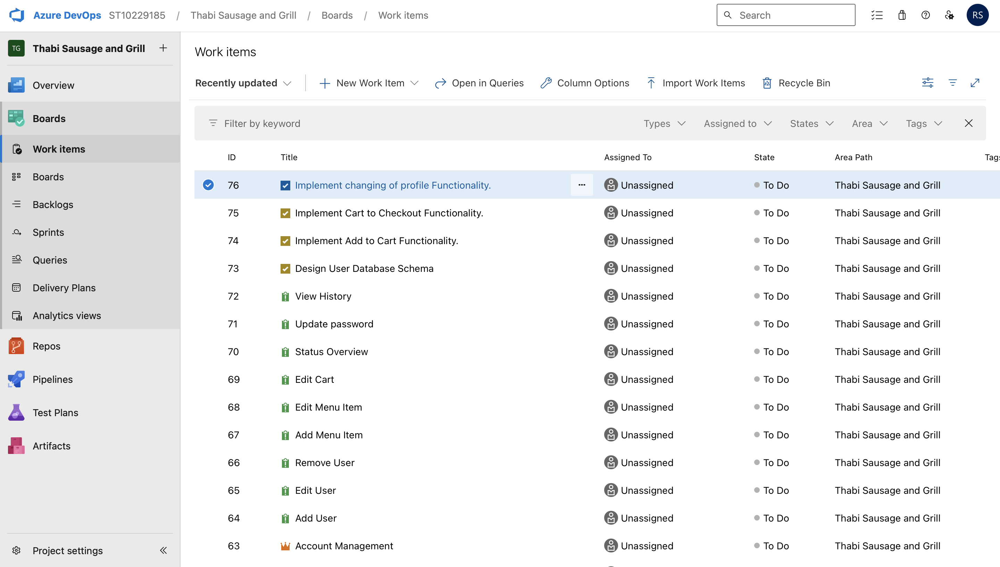 Azure DevOps ST10229185 / Thabi Sausage and Grill / Boards / Work items
Search
RS
TG Thabi Sausage and Grill
Overview
Boards
Work items
Boards
Backlogs
Sprints
Queries
Delivery Plans
Analytics views
Repos
Pipelines
Test Plans
Artifacts
Project settings
Work items
Recently updated New Work Item Open in Queries Column Options Import Work Items Recycle Bin
Filter by keyword Types Assigned to States Area Tags
ID Title Assigned To State Area Path Tags
76 Implement changing of profile Functionality. ... Unassigned To Do Thabi Sausage and Grill
75 Implement Cart to Checkout Functionality. Unassigned To Do Thabi Sausage and Grill
74 Implement Add to Cart Functionality. Unassigned To Do Thabi Sausage and Grill
73 Design User Database Schema Unassigned To Do Thabi Sausage and Grill
72 View History Unassigned To Do Thabi Sausage and Grill
71 Update password Unassigned To Do Thabi Sausage and Grill
70 Status Overview Unassigned To Do Thabi Sausage and Grill
69 Edit Cart Unassigned To Do Thabi Sausage and Grill
68 Edit Menu Item Unassigned To Do Thabi Sausage and Grill
67 Add Menu Item Unassigned To Do Thabi Sausage and Grill
66 Remove User Unassigned To Do Thabi Sausage and Grill
65 Edit User Unassigned To Do Thabi Sausage and Grill
64 Add User Unassigned To Do Thabi Sausage and Grill
63 Account Management Unassigned To Do Thabi Sausage and Grill